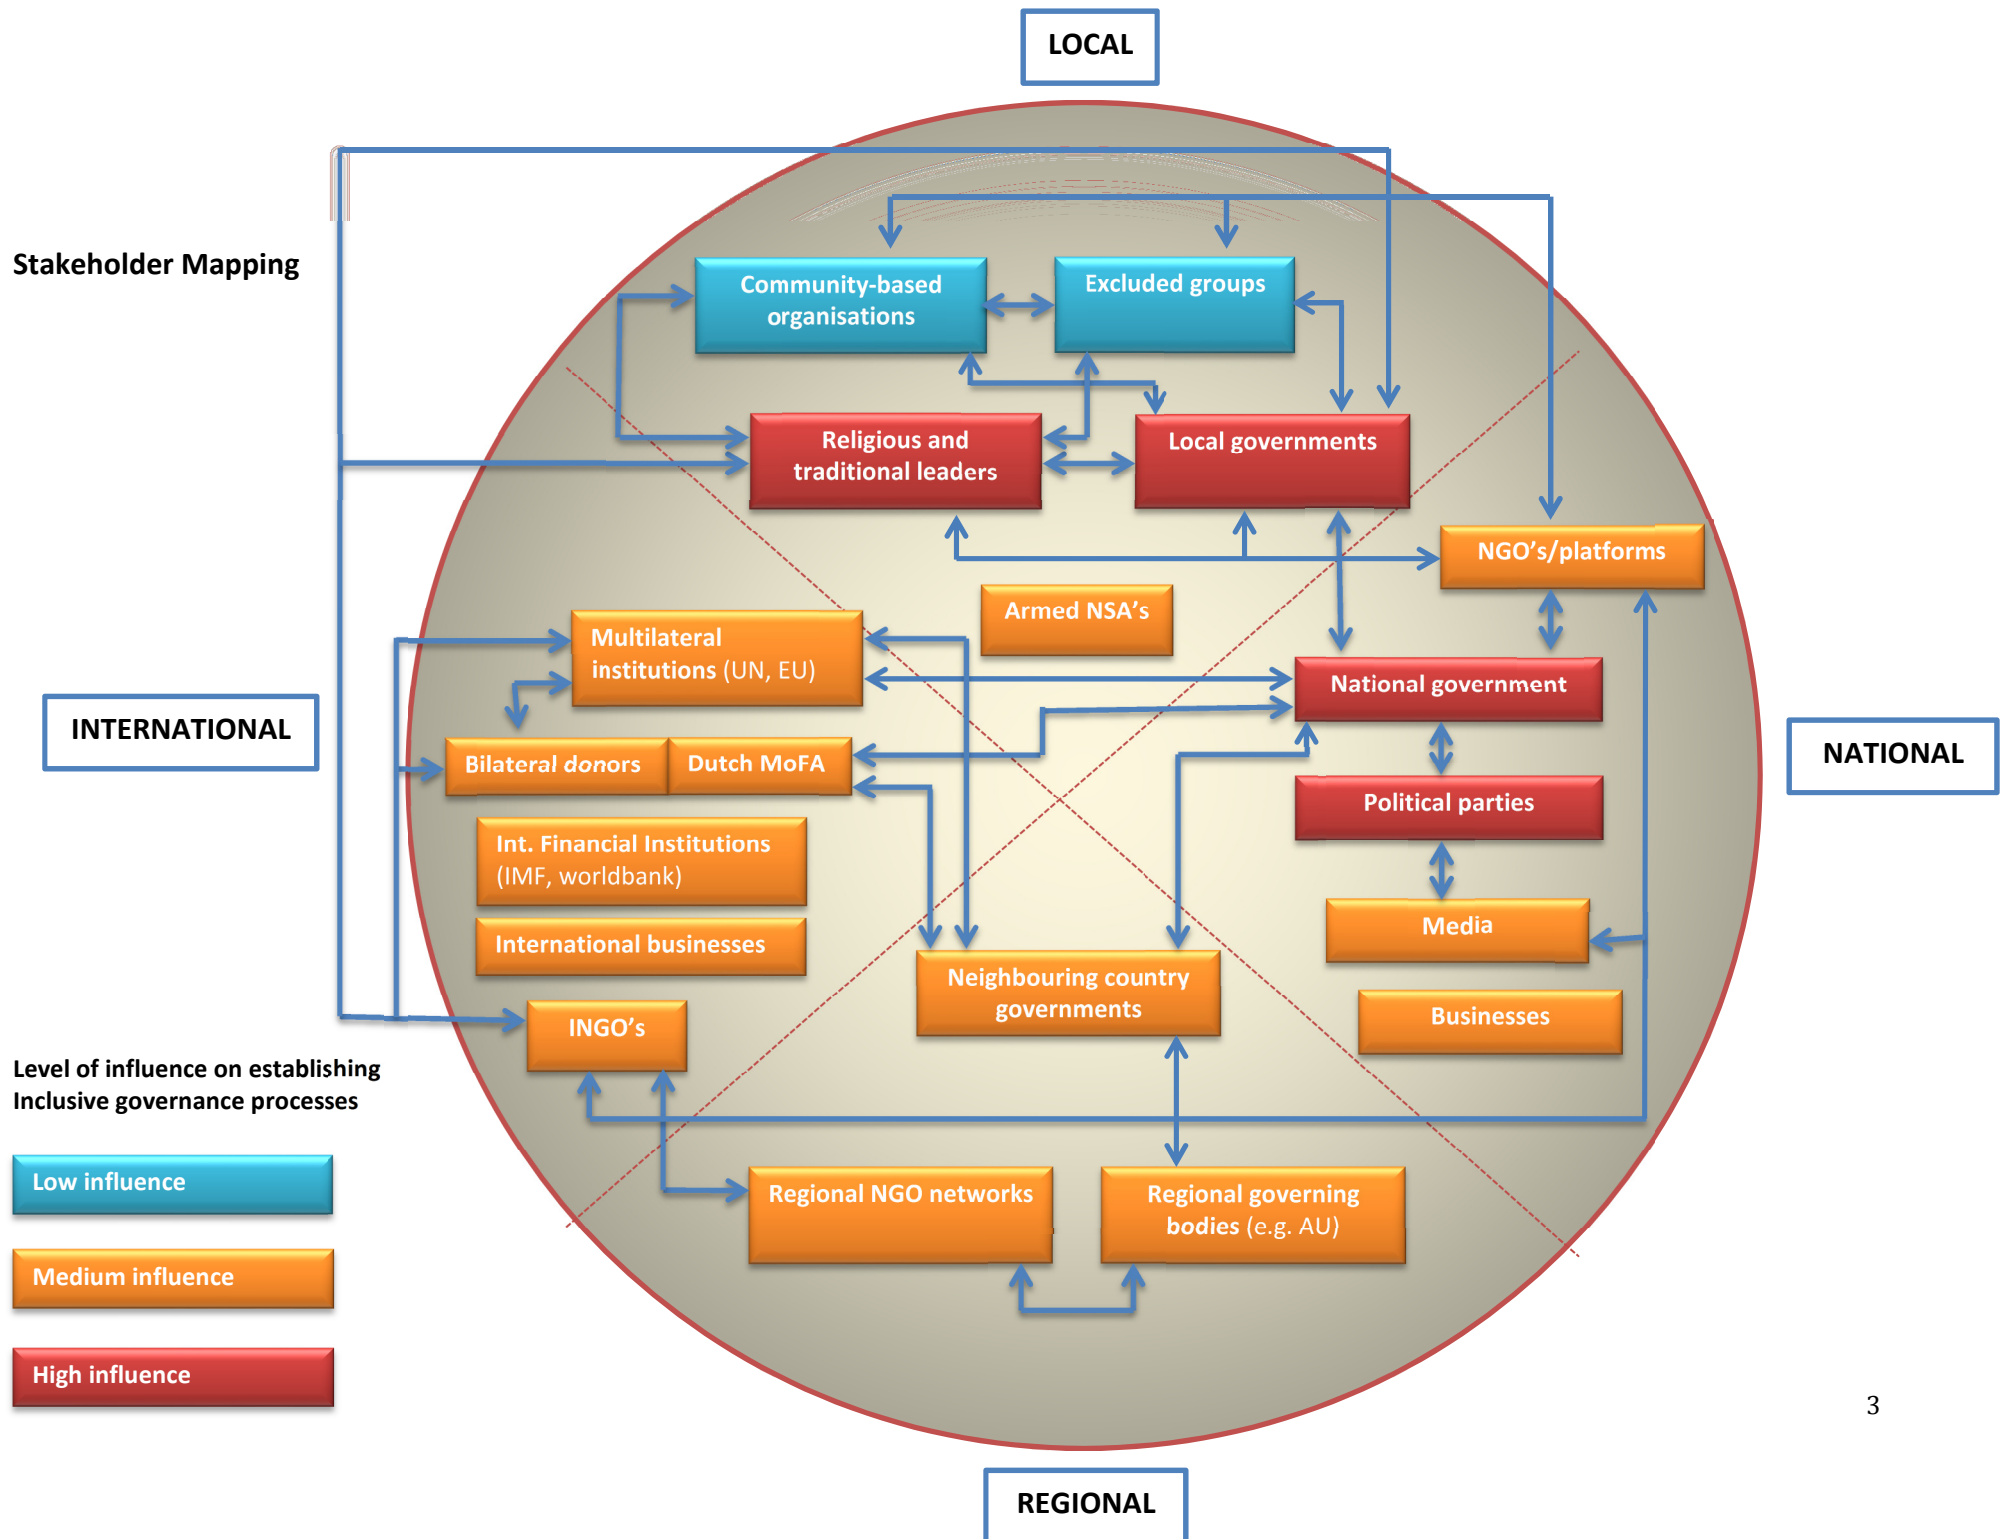 LOCAL
Stakeholder Mapping
Community-based
organisations
Excluded groups
Religious and
traditional leaders
Local governments
NGO's/platforms
Armed NSA's
Multilateral
institutions (UN, EU)
National government
INTERNATIONAL
NATIONAL
Bilateral donors
Dutch MoFA
Political parties
Int. Financial Institutions
(IMF, worldbank)
Media
International businesses
Neighbouring country
governments
Businesses
INGO's
Level of influence on establishing
Inclusive governance processes
Low influence
Regional NGO networks
Regional governing
bodies (e.g. AU)
Medium influence
High influence
3
REGIONAL